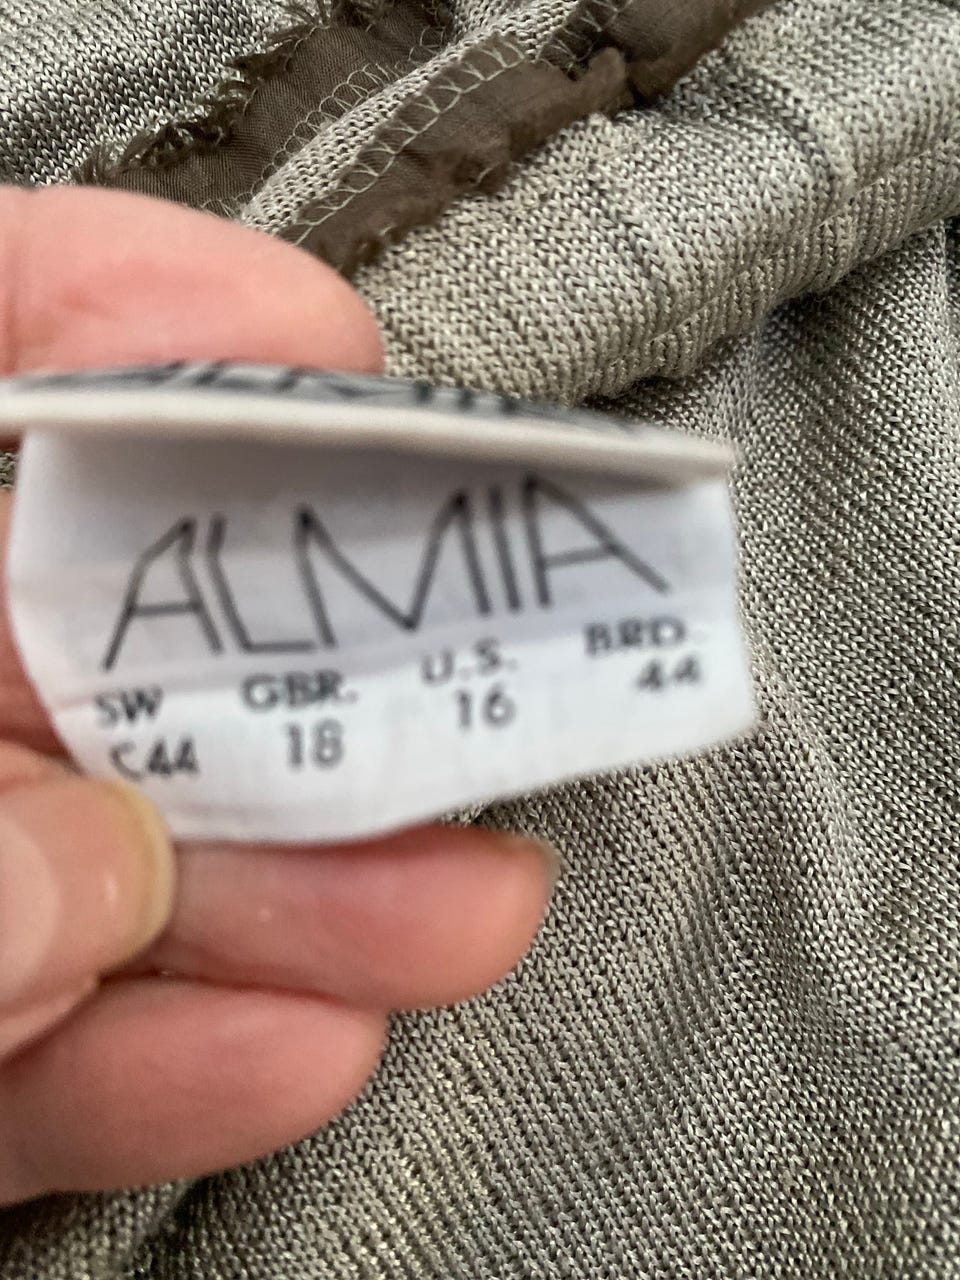 ALMIA
SW GBR. U.S. BRD.
C44 18 16 44